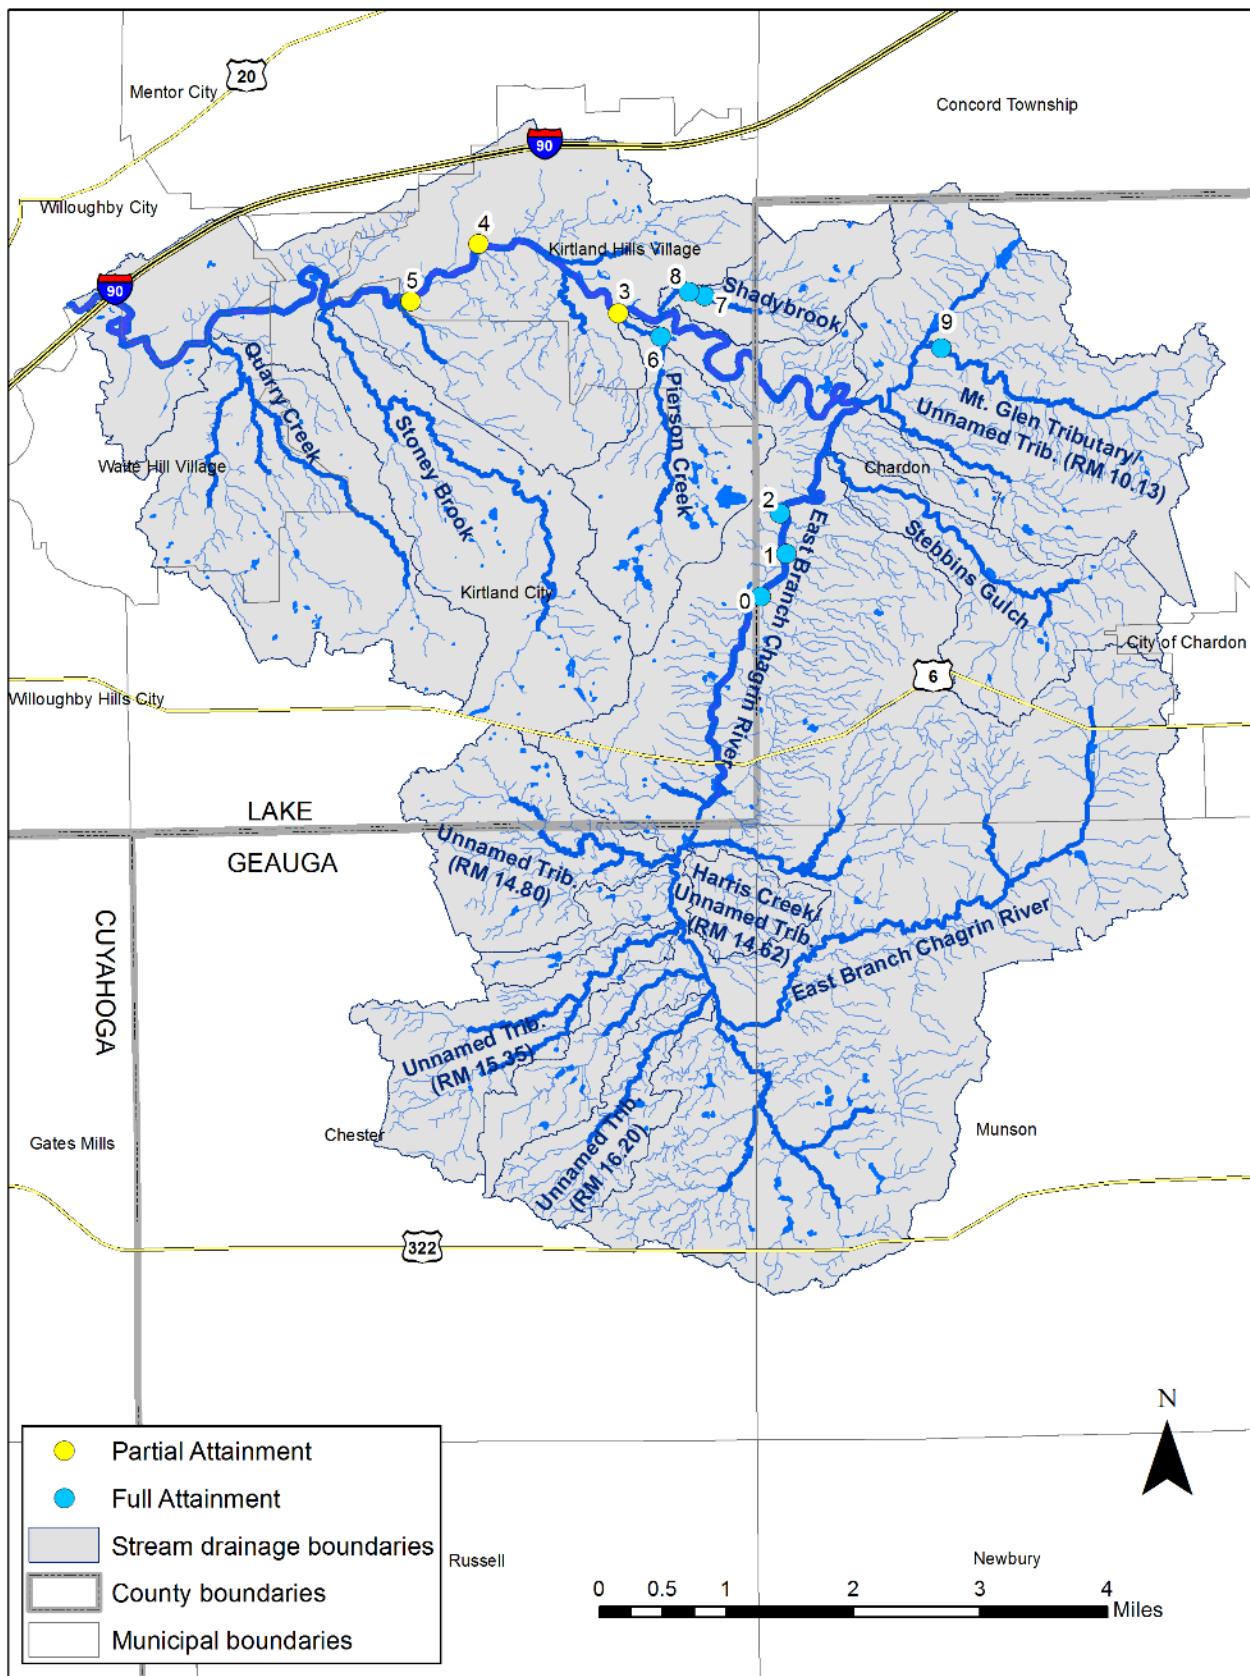 20
Mentor City
Concord Township
90
Willoughby City
4
Kirtland Hills Village
8
5
90
3
7
Shadybrook
9
6
Quarry Creek
Pierson Creek
Mt. Glen Tributary/
Unnamed Trib. (RM 10.13)
Stoney Brook
Waite Hill Village
Chardon
2
East Branch Chagrin River
Stebbins Gulch
1
Kirtland City
0
City of Chardon
6
Willoughby Hills City
LAKE
GEAUGA
Unnamed Trib.
(RM 14.80)
Harris Creek/
Unnamed Trib.
(RM 14.62)
CUYAHOGA
East Branch Chagrin River
Unnamed Trib.
(RM 15.35)
Unnamed Trib.
(RM 16.20)
Gates Mills
Chester
Munson
322
N
Partial Attainment
Full Attainment
Stream drainage boundaries
County boundaries
Municipal boundaries
Russell
Newbury
0 0.5 1 2 3 4
Miles